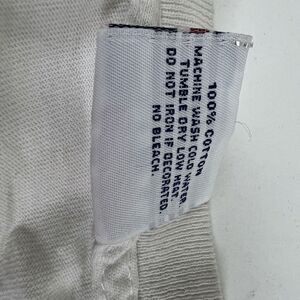 100% COTTON
MACHINE WASH COLD WATER.
TUMBLE DRY LOW HEAT.
DO NOT IRON IF DECORATED.
NO BLEACH.